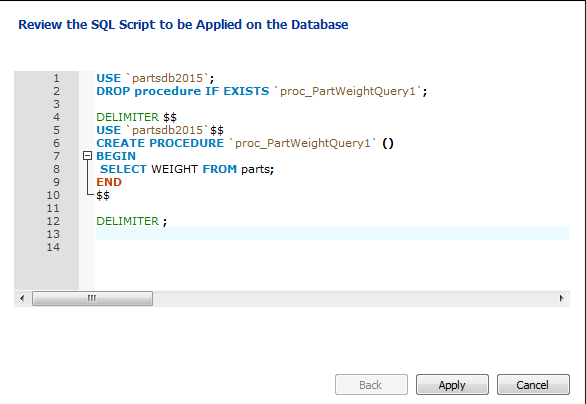 Review the SQL Script to be Applied on the Database
1 USE `partsdb2015`;
2 DROP procedure IF EXISTS `proc_PartWeightQuery1`;
3
4 DELIMITER $$
5 USE `partsdb2015`$$
6 CREATE PROCEDURE `proc_PartWeightQuery1` ()
7 BEGIN
8 SELECT WEIGHT FROM parts;
9 END
10 $$
11
12 DELIMITER ;
13
14
Back Apply Cancel